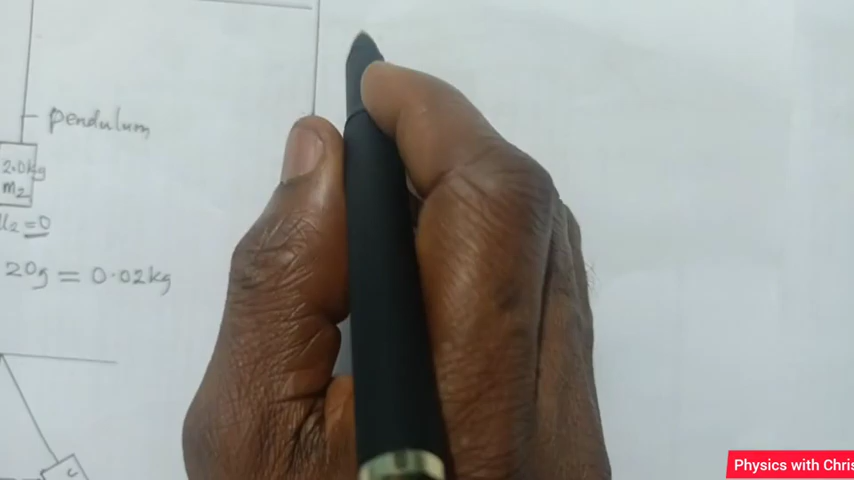 pendulum
2.0kg
m2
u2=0
20g = 0.02kg
C
Physics with Chris